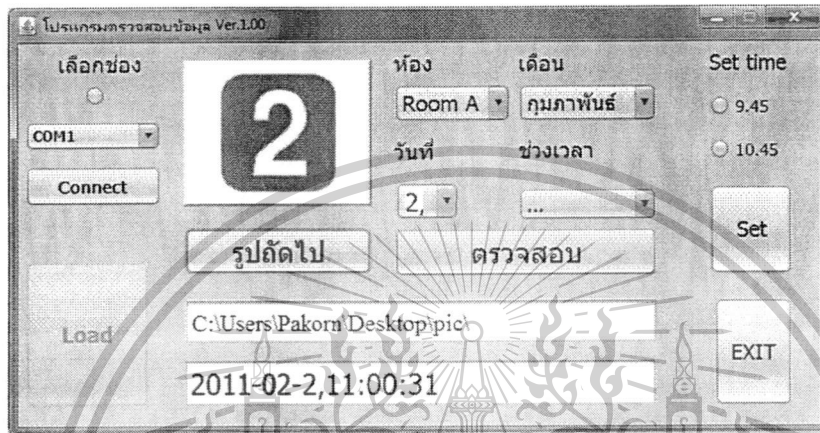 โปรแกรมตรวจสอบข้อมูล Ver.1.00
เลือกช่อง
COM1
Connect
Load
2
รูปถัดไป
ห้อง
เดือน
Room A
กุมภาพันธ์
วันที่
ช่วงเวลา
2,
...
ตรวจสอบ
C:\Users\Pakorn\Desktop\pic\
2011-02-2,11:00:31
Set time
9.45
10.45
Set
EXIT